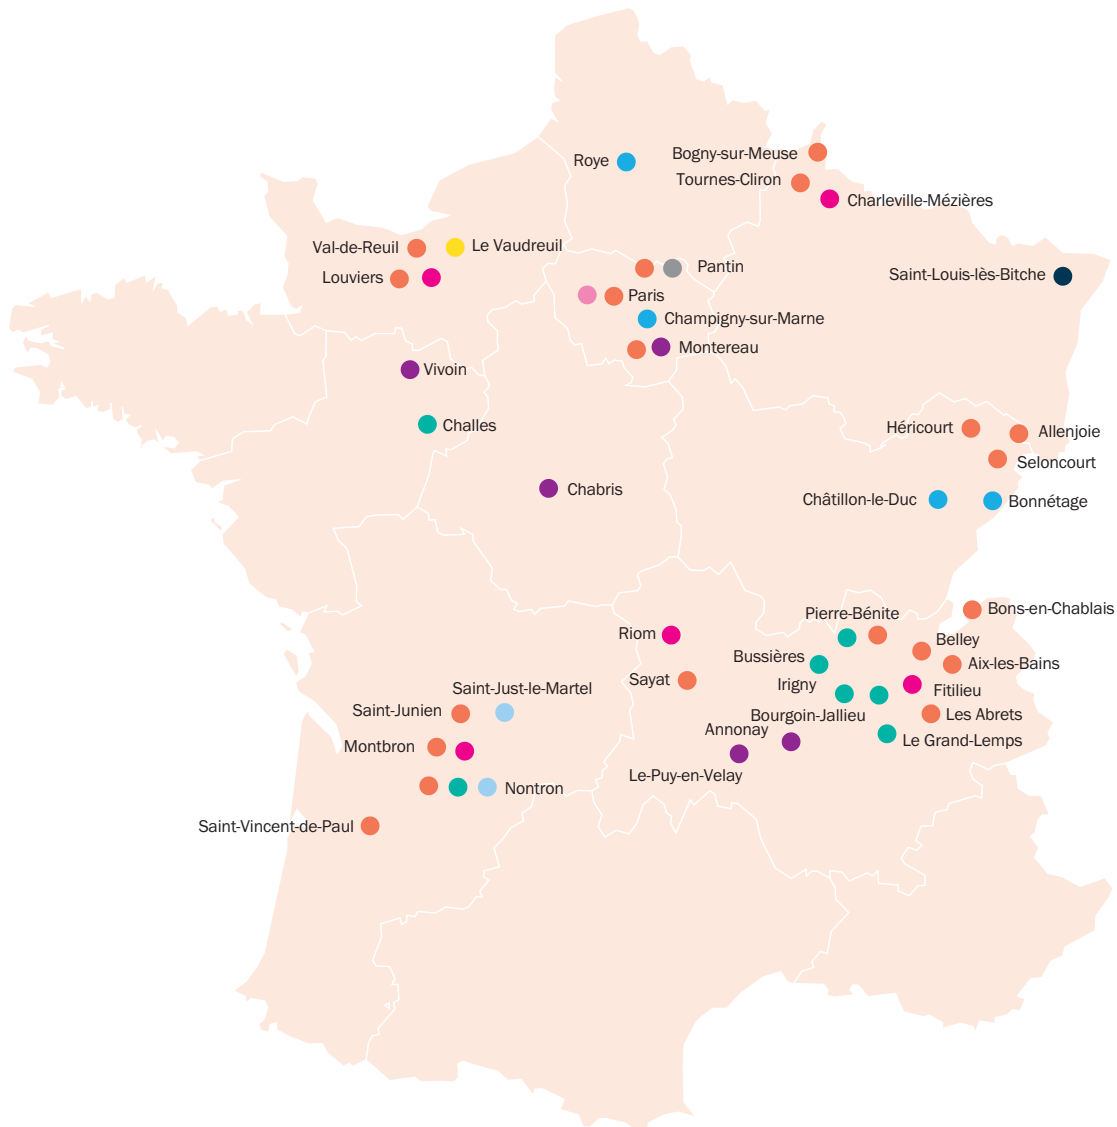 Roye
Bogny-sur-Meuse
Tournes-Cliron
Charleville-Mézières
Val-de-Reuil
Le Vaudreuil
Louviers
Pantin
Saint-Louis-lès-Bitche
Paris
Champigny-sur-Marne
Montereau
Vivoin
Challes
Héricourt
Allenjoie
Seloncourt
Chabris
Châtillon-le-Duc
Bonnétage
Bons-en-Chablais
Pierre-Bénite
Riom
Belley
Bussières
Aix-les-Bains
Sayat
Irigny
Fitilieu
Saint-Just-le-Martel
Saint-Junien
Bourgoin-Jallieu
Les Abrets
Annonay
Le Grand-Lemps
Montbron
Le-Puy-en-Velay
Nontron
Saint-Vincent-de-Paul